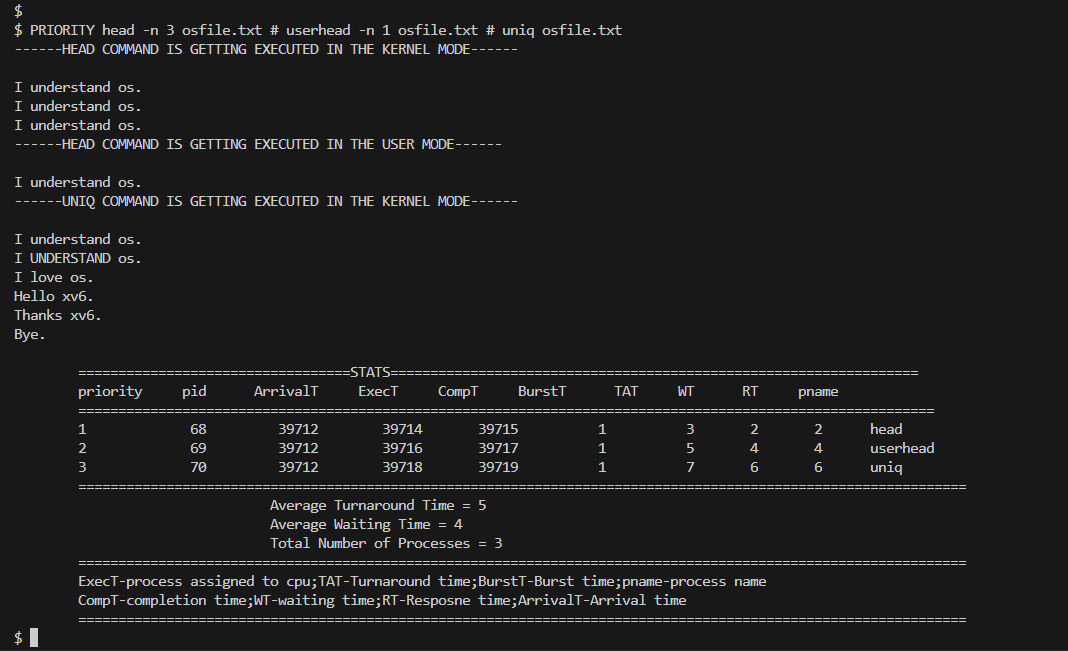 $
$ PRIORITY head -n 3 osfile.txt # userhead -n 1 osfile.txt # uniq osfile.txt
------HEAD COMMAND IS GETTING EXECUTED IN THE KERNEL MODE------
I understand os.
I understand os.
I understand os.
------HEAD COMMAND IS GETTING EXECUTED IN THE USER MODE------
I understand os.
------UNIQ COMMAND IS GETTING EXECUTED IN THE KERNEL MODE------
I understand os.
I UNDERSTAND os.
I love os.
Hello xv6.
Thanks xv6.
Bye.
==================================STATS==================================================================
priority pid ArrivalT ExecT CompT BurstT TAT WT RT pname
===========================================================================================================
1 68 39712 39714 39715 1 3 2 2 head
2 69 39712 39716 39717 1 5 4 4 userhead
3 70 39712 39718 39719 1 7 6 6 uniq
===============================================================================================================
Average Turnaround Time = 5
Average Waiting Time = 4
Total Number of Processes = 3
===============================================================================================================
ExecT-process assigned to cpu;TAT-Turnaround time;BurstT-Burst time;pname-process name
CompT-completion time;WT-waiting time;RT-Resposne time;ArrivalT-Arrival time
===============================================================================================================
$